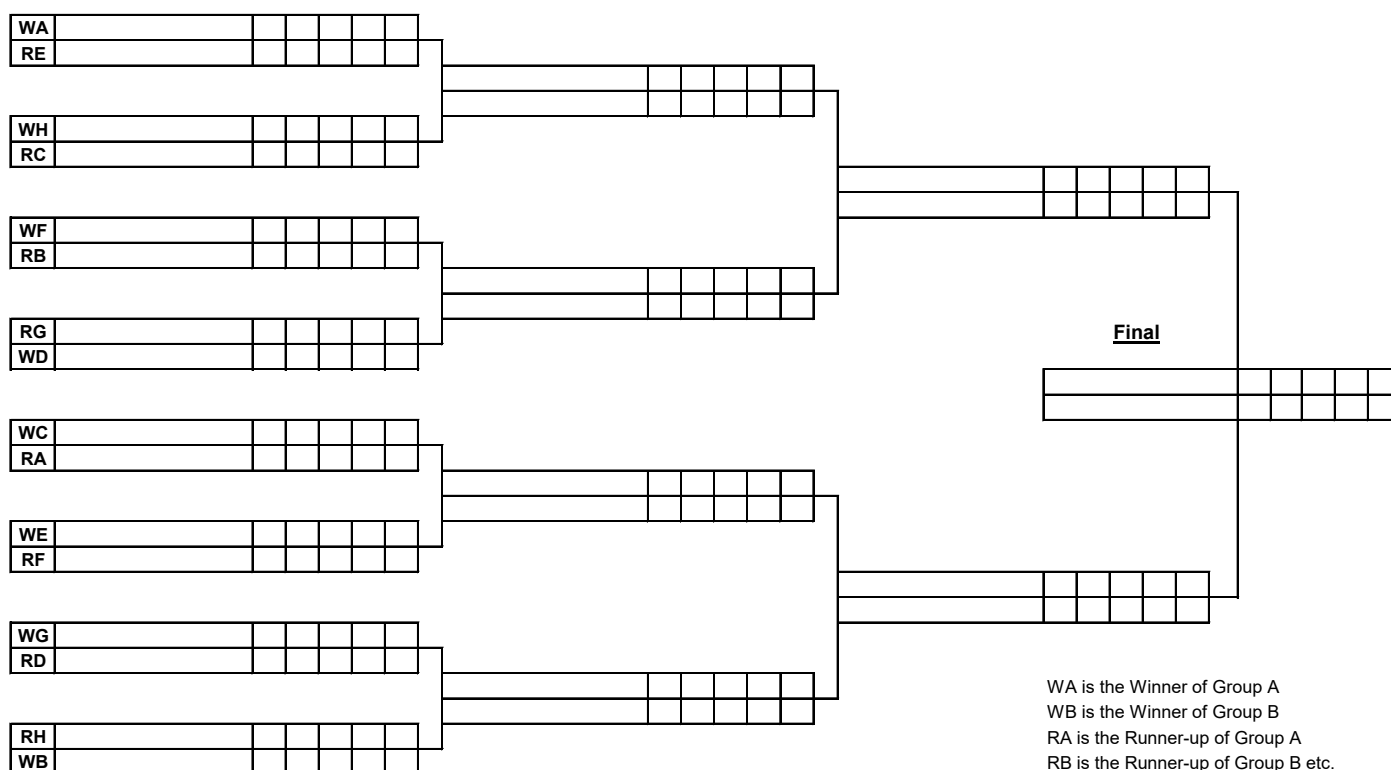 WA
RE
WH
RC
WF
RB
RG
WD
Final
WC
RA
WE
RF
WG
RD
RH
WB
WA is the Winner of Group A
WB is the Winner of Group B
RA is the Runner-up of Group A
RB is the Runner-up of Group B etc.